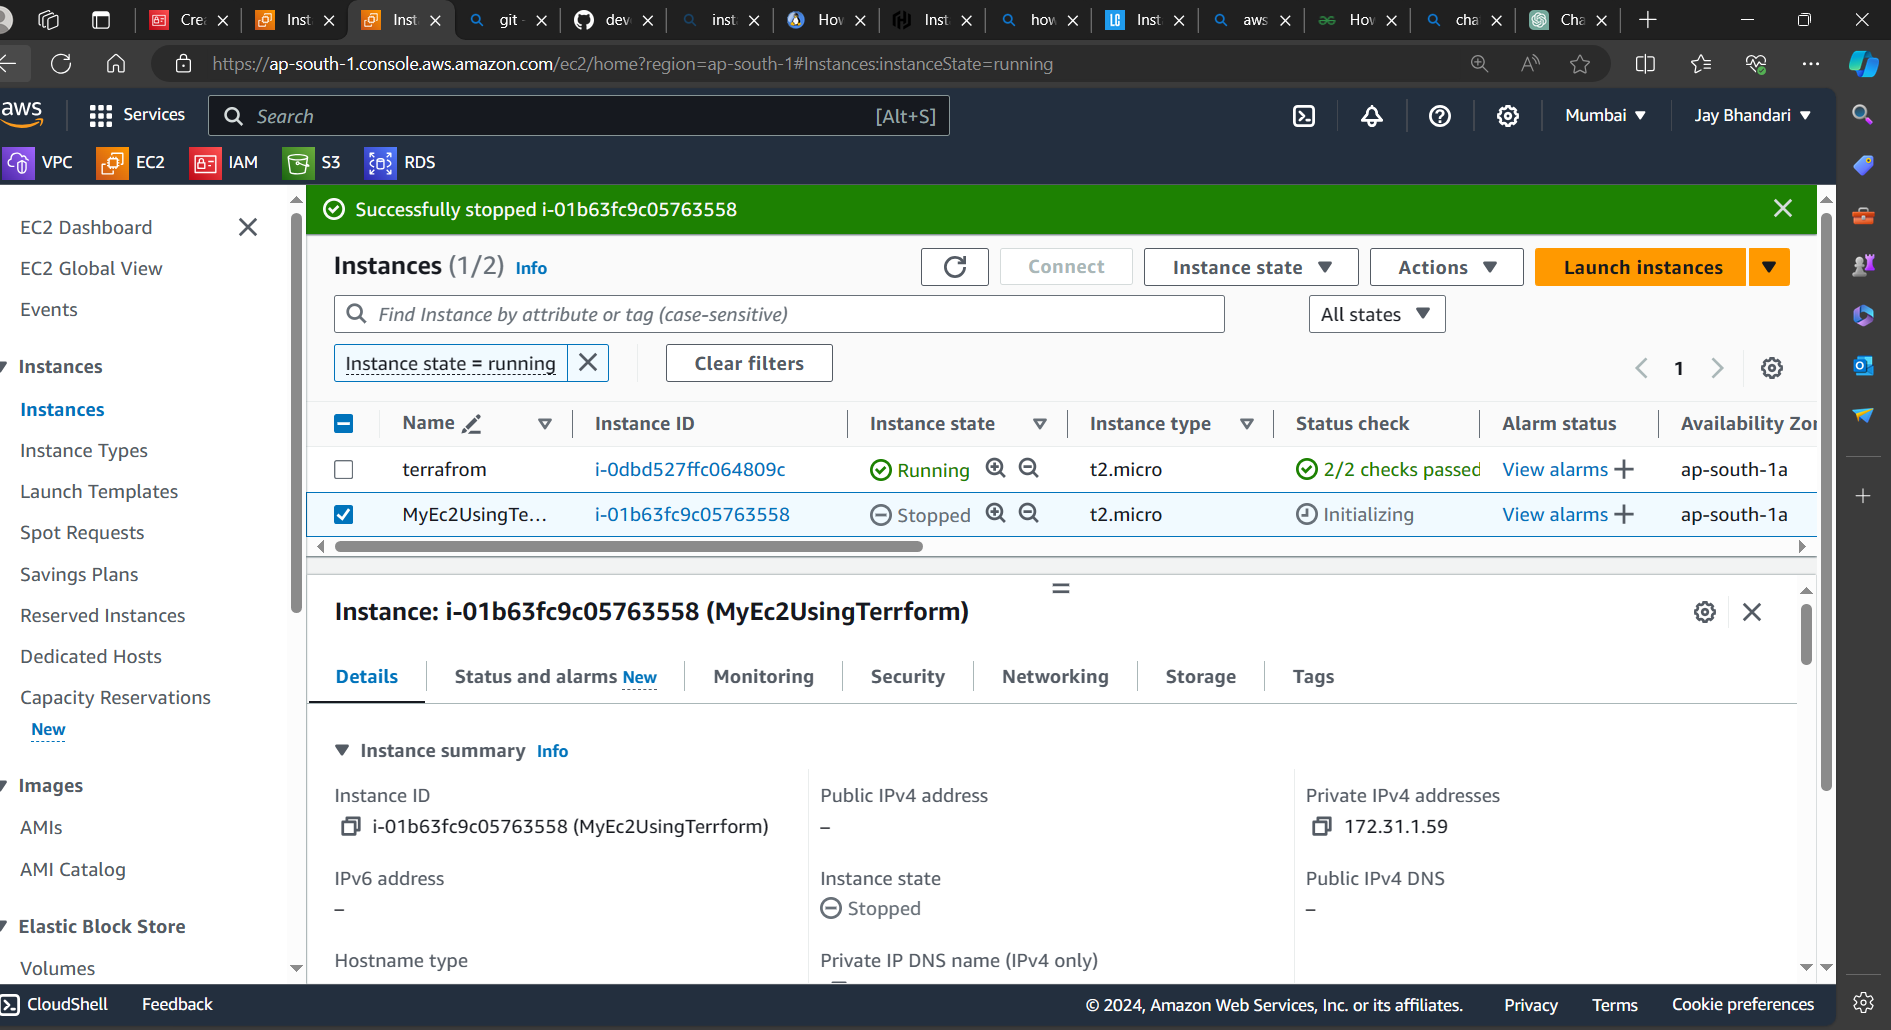 Cre
Inst
Inst
git -
dev
inst
How
Inst
how
Inst
aws
How
cha
Cha
https://ap-south-1.console.aws.amazon.com/ec2/home?region=ap-south-1#Instances:instanceState=running
aws
Services
Search
[Alt+S]
Mumbai
Jay Bhandari
VPC
EC2
IAM
S3
RDS
EC2 Dashboard
EC2 Global View
Events
Instances
Instances
Instance Types
Launch Templates
Spot Requests
Savings Plans
Reserved Instances
Dedicated Hosts
Capacity Reservations
New
Images
AMIs
AMI Catalog
Elastic Block Store
Volumes
Successfully stopped i-01b63fc9c05763558
Instances (1/2) Info
Connect
Instance state
Actions
Launch instances
Find Instance by attribute or tag (case-sensitive)
All states
Instance state = running
Clear filters
1
Name Instance ID Instance state Instance type Status check Alarm status Availability Zon
terrafrom i-0dbd527ffc064809c Running t2.micro 2/2 checks passed View alarms + ap-south-1a
MyEc2UsingTe... i-01b63fc9c05763558 Stopped t2.micro Initializing View alarms + ap-south-1a
Instance: i-01b63fc9c05763558 (MyEc2UsingTerrform)
Details
Status and alarms New
Monitoring
Security
Networking
Storage
Tags
Instance summary Info
Instance ID
i-01b63fc9c05763558 (MyEc2UsingTerrform)
Public IPv4 address
–
Private IPv4 addresses
172.31.1.59
IPv6 address
–
Instance state
Stopped
Public IPv4 DNS
–
Hostname type
Private IP DNS name (IPv4 only)
CloudShell
Feedback
© 2024, Amazon Web Services, Inc. or its affiliates.
Privacy
Terms
Cookie preferences